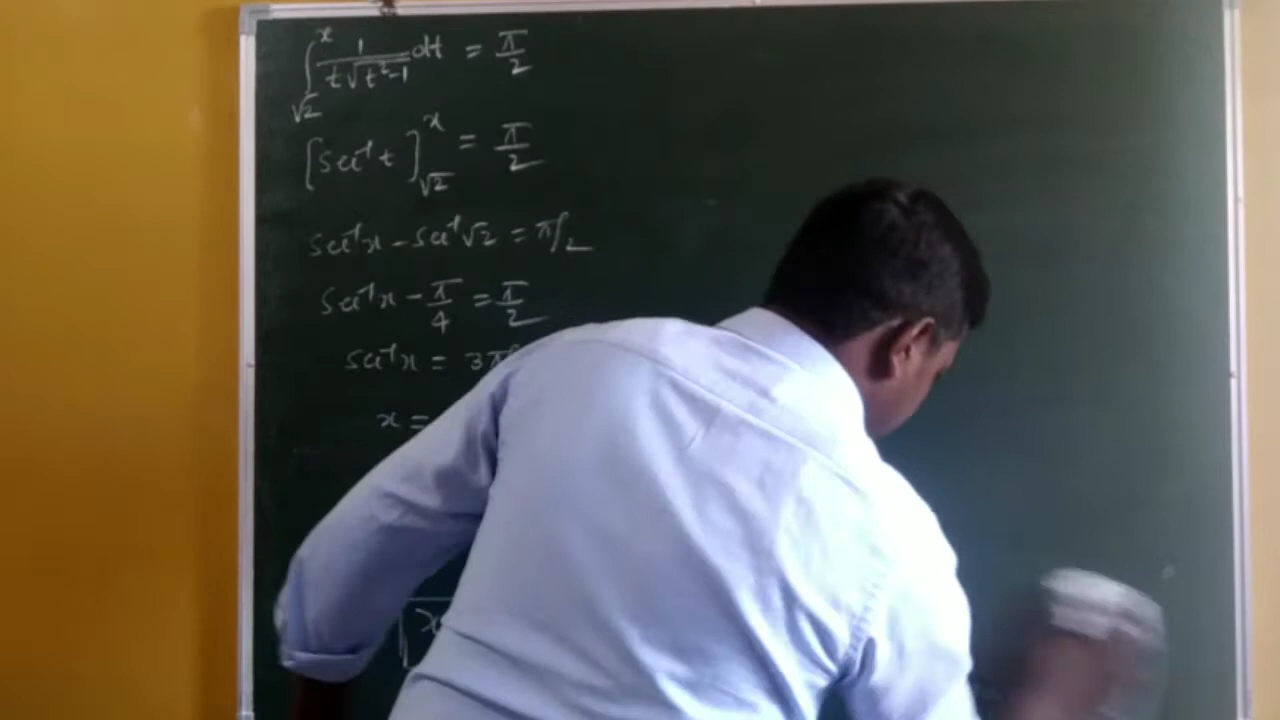 ∫_{√2}^{x} 1/(t√(t²-1)) dt = π/2
[sec⁻¹t]_{√2}^{x} = π/2
sec⁻¹x - sec⁻¹√2 = π/2
sec⁻¹x - π/4 = π/2
sec⁻¹x = 3π
x =